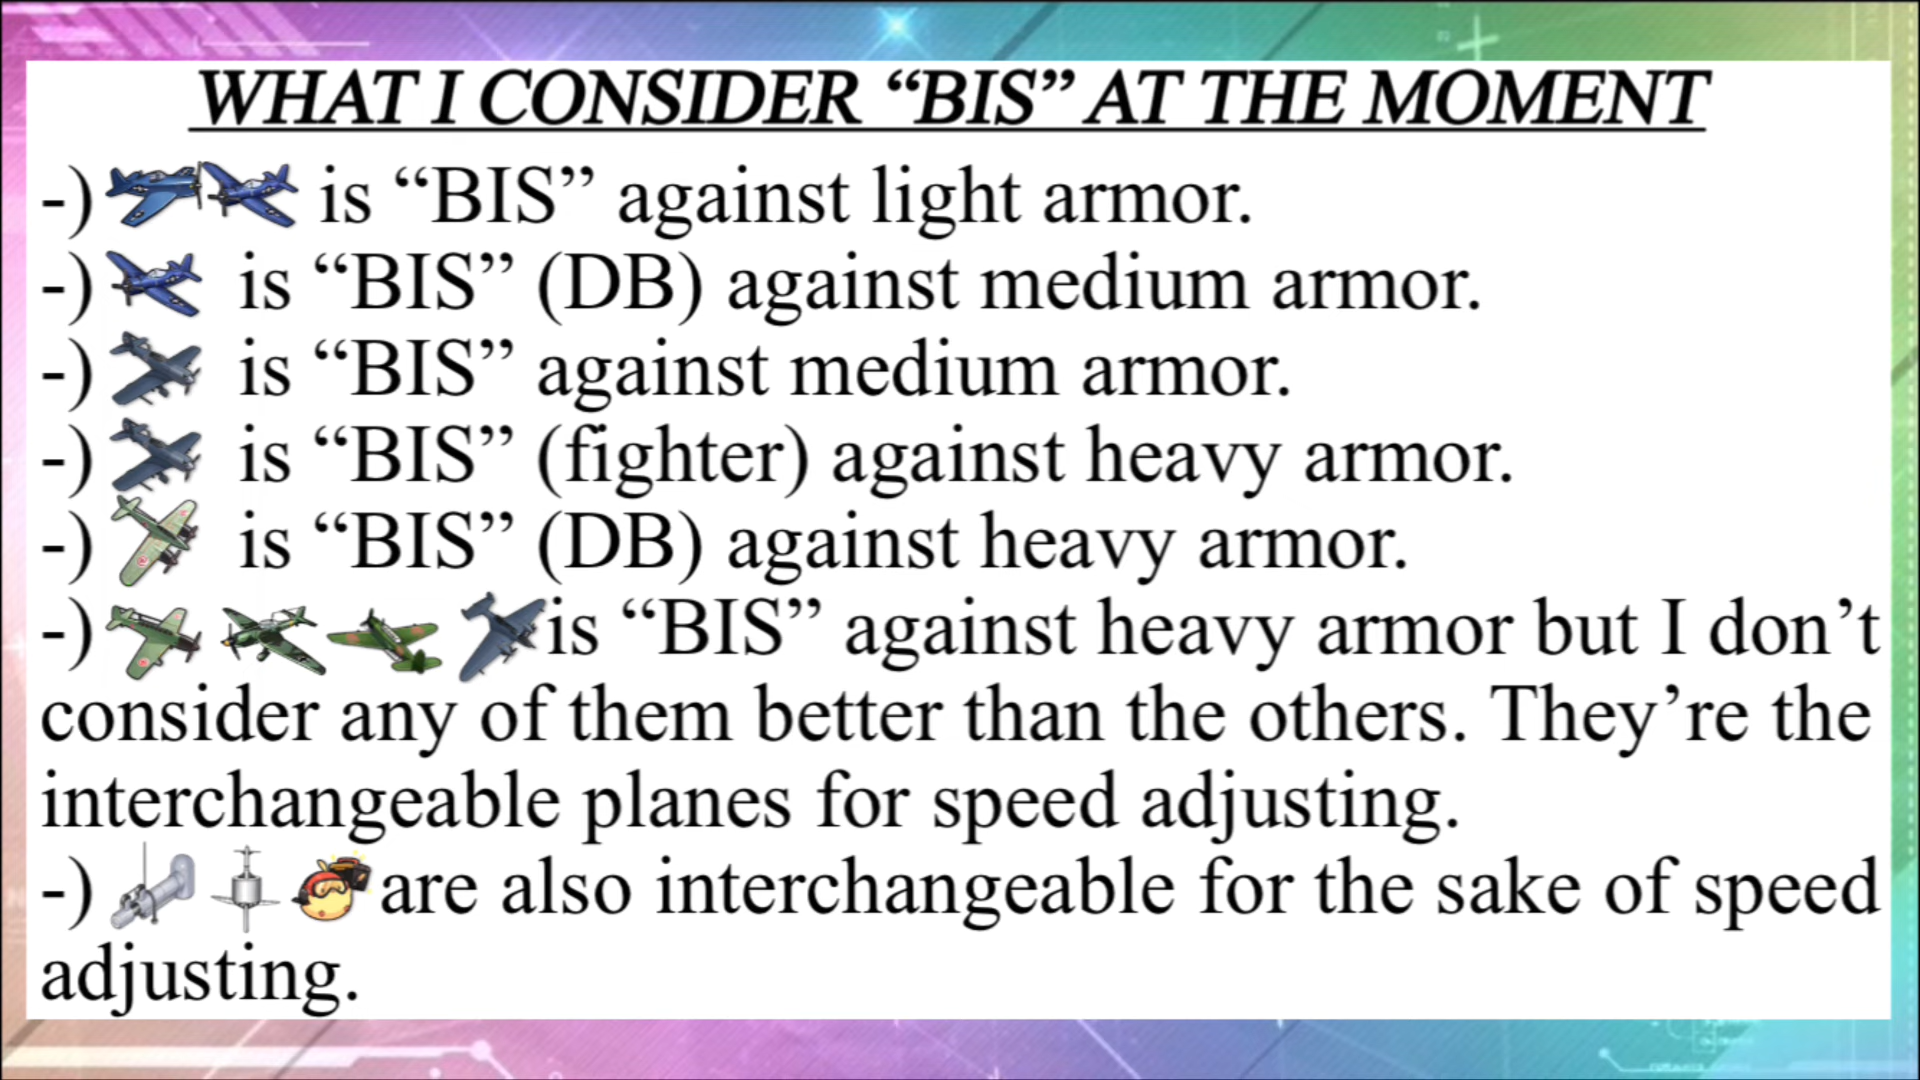 WHAT I CONSIDER “BIS” AT THE MOMENT
-) is “BIS” against light armor.
-) is “BIS” (DB) against medium armor.
-) is “BIS” against medium armor.
-) is “BIS” (fighter) against heavy armor.
-) is “BIS” (DB) against heavy armor.
-) is “BIS” against heavy armor but I don’t
consider any of them better than the others. They’re the
interchangeable planes for speed adjusting.
-) are also interchangeable for the sake of speed
adjusting.